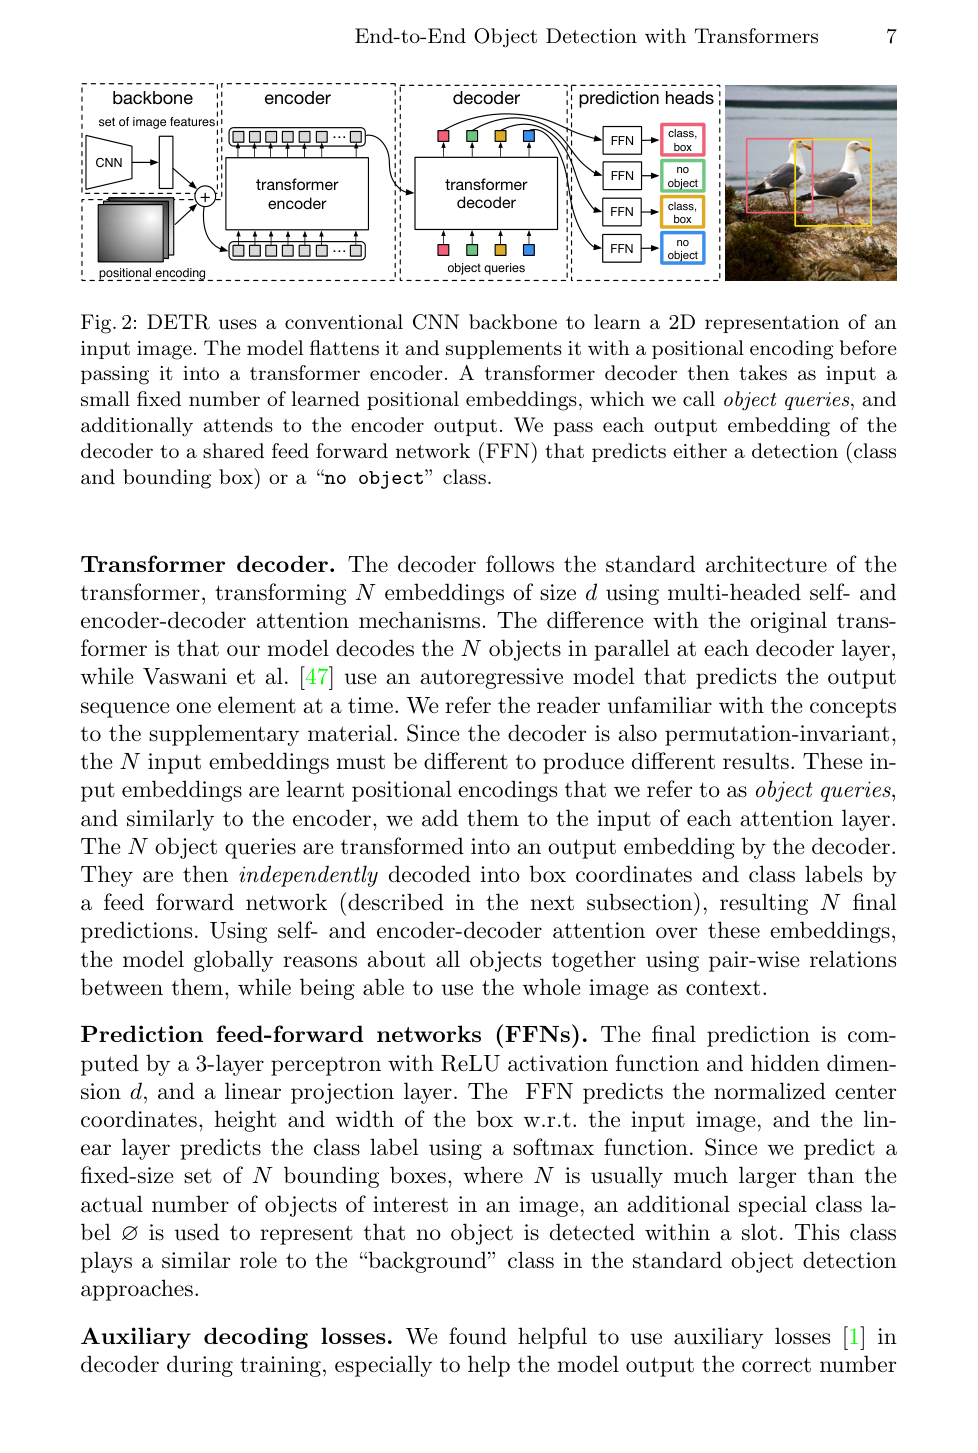 End-to-End Object Detection with Transformers 7
backbone encoder decoder prediction heads
set of image features
CNN
+
positional encoding
...
transformer
encoder
...
transformer
decoder
object queries
FFN
class,
box
FFN
no
object
FFN
class,
box
FFN
no
object
Fig. 2: DETR uses a conventional CNN backbone to learn a 2D representation of an
input image. The model flattens it and supplements it with a positional encoding before
passing it into a transformer encoder. A transformer decoder then takes as input a
small fixed number of learned positional embeddings, which we call object queries, and
additionally attends to the encoder output. We pass each output embedding of the
decoder to a shared feed forward network (FFN) that predicts either a detection (class
and bounding box) or a “no object” class.
Transformer decoder. The decoder follows the standard architecture of the
transformer, transforming N embeddings of size d using multi-headed self- and
encoder-decoder attention mechanisms. The difference with the original trans-
former is that our model decodes the N objects in parallel at each decoder layer,
while Vaswani et al. [47] use an autoregressive model that predicts the output
sequence one element at a time. We refer the reader unfamiliar with the concepts
to the supplementary material. Since the decoder is also permutation-invariant,
the N input embeddings must be different to produce different results. These in-
put embeddings are learnt positional encodings that we refer to as object queries,
and similarly to the encoder, we add them to the input of each attention layer.
The N object queries are transformed into an output embedding by the decoder.
They are then independently decoded into box coordinates and class labels by
a feed forward network (described in the next subsection), resulting N final
predictions. Using self- and encoder-decoder attention over these embeddings,
the model globally reasons about all objects together using pair-wise relations
between them, while being able to use the whole image as context.
Prediction feed-forward networks (FFNs). The final prediction is com-
puted by a 3-layer perceptron with ReLU activation function and hidden dimen-
sion d, and a linear projection layer. The FFN predicts the normalized center
coordinates, height and width of the box w.r.t. the input image, and the lin-
ear layer predicts the class label using a softmax function. Since we predict a
fixed-size set of N bounding boxes, where N is usually much larger than the
actual number of objects of interest in an image, an additional special class la-
bel ∅ is used to represent that no object is detected within a slot. This class
plays a similar role to the “background” class in the standard object detection
approaches.
Auxiliary decoding losses. We found helpful to use auxiliary losses [1] in
decoder during training, especially to help the model output the correct number